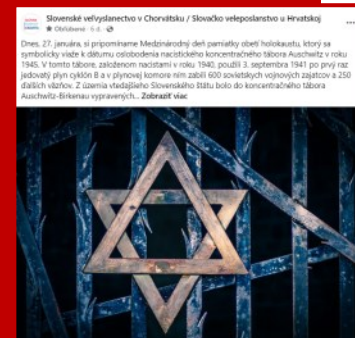 Slovenské veľvyslanectvo v Chorvátsku / Slovačko veleposlanstvo u Hrvatskoj
Obľúbené · 6 d. ·
Dnes, 27. januára, si pripomíname Medzinárodný deň pamiatky obetí holokaustu, ktorý sa
symbolicky viaže k dátumu oslobodenia nacistického koncentračného tábora Auschwitz v roku
1945. V tomto tábore, založenom nacistami v roku 1940, použili 3. septembra 1941 po prvý raz
jedovatý plyn cyklón B a v plynovej komore ním zabili 600 sovietskych vojnových zajatcov a 250
ďalších väzňov. Z územia vtedajšieho Slovenského štátu bolo do koncentračného tábora
Auschwitz-Birkenau vypravených... Zobraziť viac